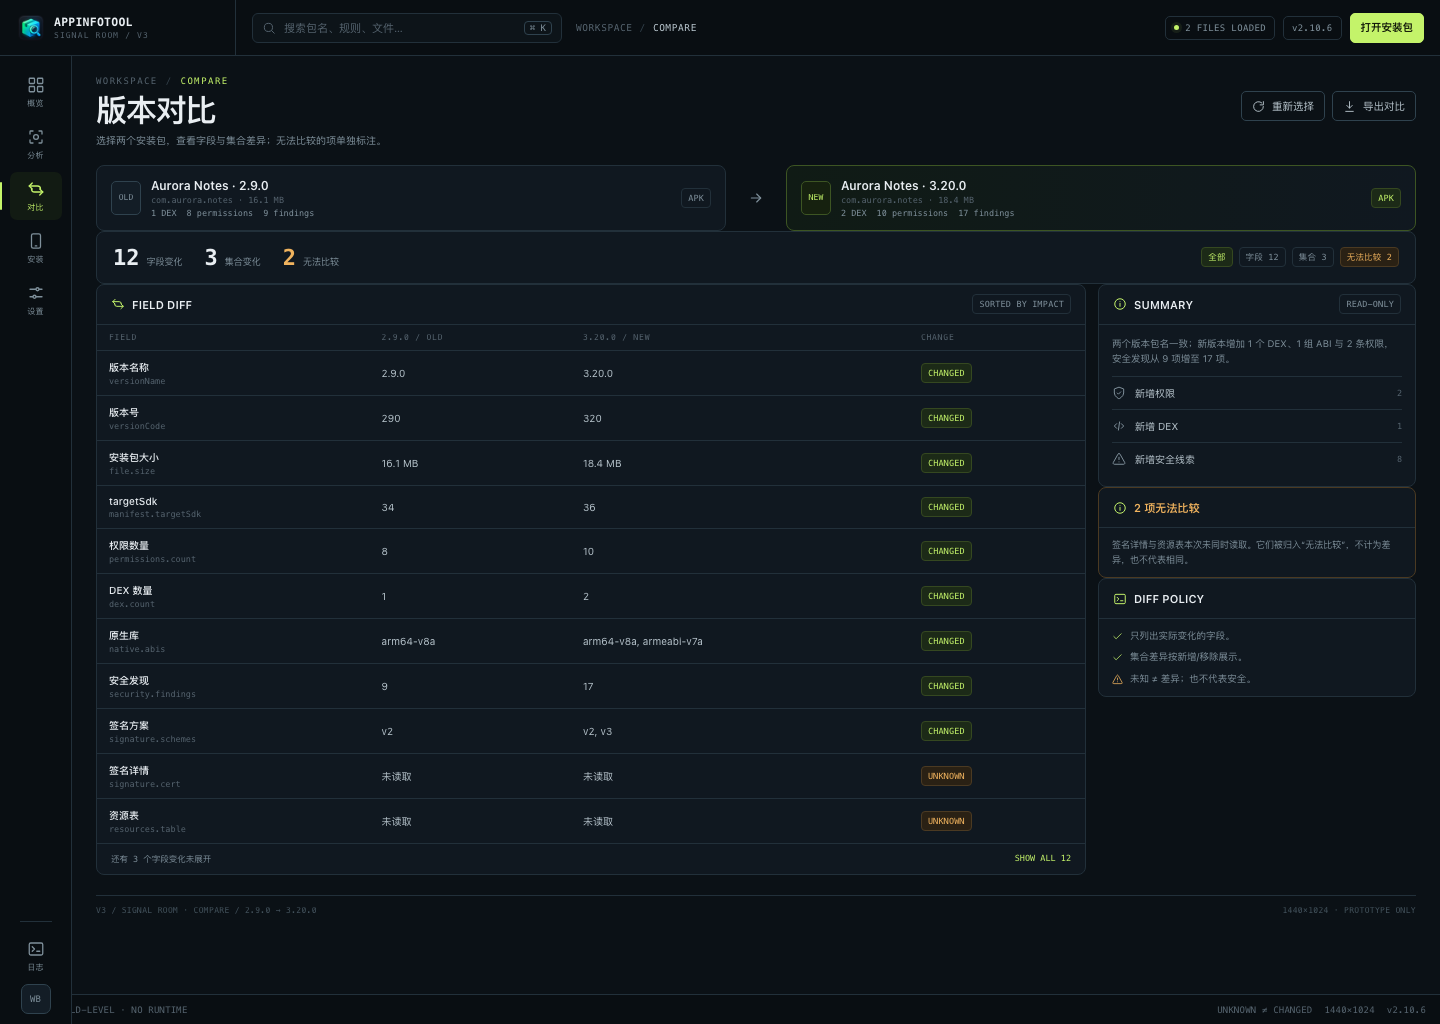 APPINFOTOOL
SIGNAL ROOM / V3
搜索包名、规则、文件...
⌘ K
WORKSPACE / COMPARE
2 FILES LOADED
v2.10.6
打开安装包
概览
分析
对比
安装
设置
日志
WB
WORKSPACE / COMPARE
版本对比
选择两个安装包，查看字段与集合差异；无法比较的项单独标注。
重新选择
导出对比
OLD
Aurora Notes · 2.9.0
com.aurora.notes · 16.1 MB
1 DEX 8 permissions 9 findings
APK
→
NEW
Aurora Notes · 3.20.0
com.aurora.notes · 18.4 MB
2 DEX 10 permissions 17 findings
APK
12 字段变化 3 集合变化 2 无法比较
全部 字段 12 集合 3 无法比较 2
FIELD DIFF
SORTED BY IMPACT
FIELD 2.9.0 / OLD 3.20.0 / NEW CHANGE
版本名称
versionName
2.9.0 3.20.0 CHANGED
版本号
versionCode
290 320 CHANGED
安装包大小
file.size
16.1 MB 18.4 MB CHANGED
targetSdk
manifest.targetSdk
34 36 CHANGED
权限数量
permissions.count
8 10 CHANGED
DEX 数量
dex.count
1 2 CHANGED
原生库
native.abis
arm64-v8a arm64-v8a, armeabi-v7a CHANGED
安全发现
security.findings
9 17 CHANGED
签名方案
signature.schemes
v2 v2, v3 CHANGED
签名详情
signature.cert
未读取 未读取 UNKNOWN
资源表
resources.table
未读取 未读取 UNKNOWN
还有 3 个字段变化未展开
SHOW ALL 12
SUMMARY
READ-ONLY
两个版本包名一致；新版本增加 1 个 DEX、1 组 ABI 与 2 条权限，
安全发现从 9 项增至 17 项。
新增权限 2
新增 DEX 1
新增安全线索 8
2 项无法比较
签名详情与资源表本次未同时读取。它们被归入“无法比较”，不计为差
异，也不代表相同。
DIFF POLICY
只列出实际变化的字段。
集合差异按新增/移除展示。
未知 ≠ 差异；也不代表安全。
V3 / SIGNAL ROOM · COMPARE / 2.9.0 → 3.20.0
1440×1024 · PROTOTYPE ONLY
LD-LEVEL · NO RUNTIME
UNKNOWN ≠ CHANGED 1440×1024 v2.10.6